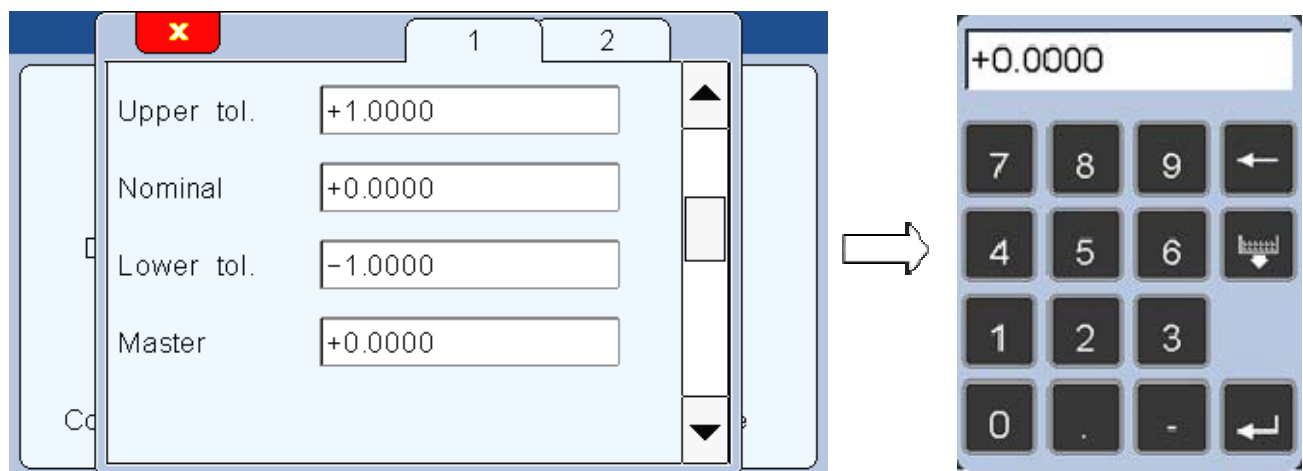 x
1 2
Upper tol. +1.0000
Nominal +0.0000
Lower tol. -1.0000
Master +0.0000
+0.0000
7 8 9
4 5 6
1 2 3
0 . -